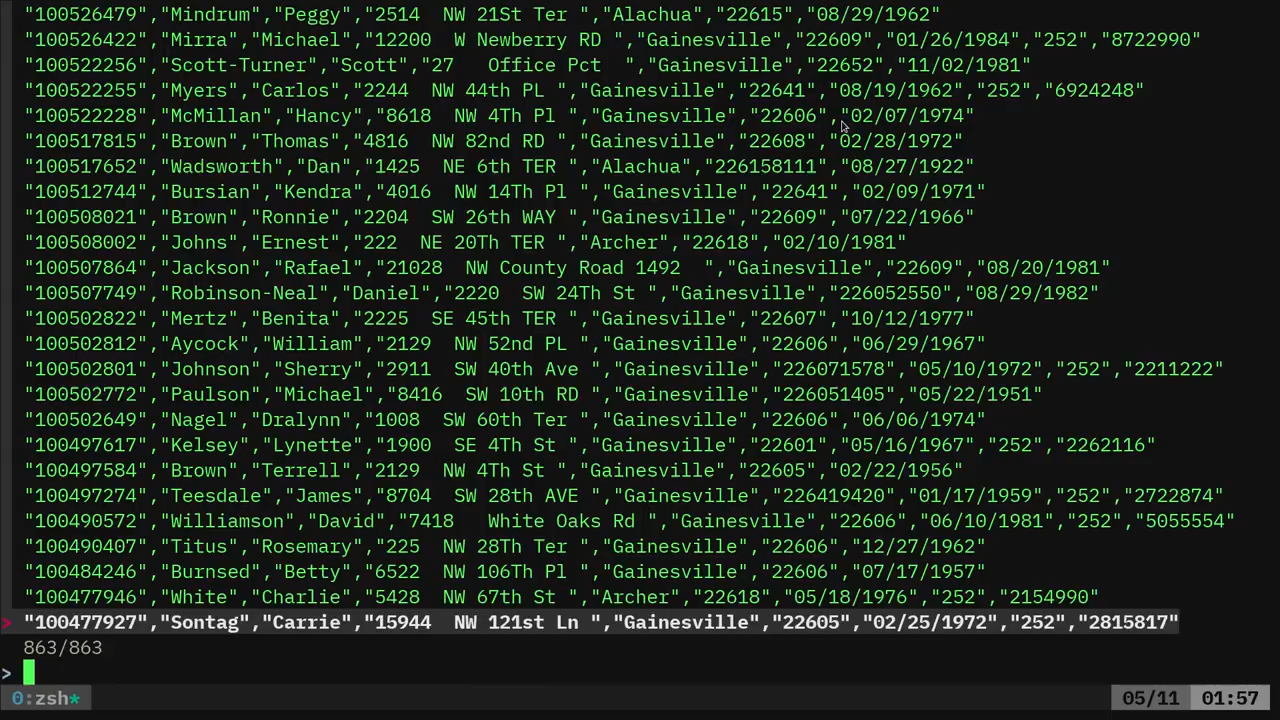 "100526479","Mindrum","Peggy","2514  NW 21St Ter ","Alachua","22615","08/29/1962"
"100526422","Mirra","Michael","12200  W Newberry RD ","Gainesville","22609","01/26/1984","252","8722990"
"100522256","Scott-Turner","Scott","27   Office Pct  ","Gainesville","22652","11/02/1981"
"100522255","Myers","Carlos","2244  NW 44th PL ","Gainesville","22641","08/19/1962","252","6924248"
"100522228","McMillan","Hancy","8618  NW 4Th Pl ","Gainesville","22606","02/07/1974"
"100517815","Brown","Thomas","4816  NW 82nd RD ","Gainesville","22608","02/28/1972"
"100517652","Wadsworth","Dan","1425  NE 6th TER ","Alachua","226158111","08/27/1922"
"100512744","Bursian","Kendra","4016  NW 14Th Pl ","Gainesville","22641","02/09/1971"
"100508021","Brown","Ronnie","2204  SW 26th WAY ","Gainesville","22609","07/22/1966"
"100508002","Johns","Ernest","222  NE 20Th TER ","Archer","22618","02/10/1981"
"100507864","Jackson","Rafael","21028  NW County Road 1492  ","Gainesville","22609","08/20/1981"
"100507749","Robinson-Neal","Daniel","2220  SW 24Th St ","Gainesville","226052550","08/29/1982"
"100502822","Mertz","Benita","2225  SE 45th TER ","Gainesville","22607","10/12/1977"
"100502812","Aycock","William","2129  NW 52nd PL ","Gainesville","22606","06/29/1967"
"100502801","Johnson","Sherry","2911  SW 40th Ave ","Gainesville","226071578","05/10/1972","252","2211222"
"100502772","Paulson","Michael","8416  SW 10th RD ","Gainesville","226051405","05/22/1951"
"100502649","Nagel","Dralynn","1008  SW 60th Ter ","Gainesville","22606","06/06/1974"
"100497617","Kelsey","Lynette","1900  SE 4Th St ","Gainesville","22601","05/16/1967","252","2262116"
"100497584","Brown","Terrell","2129  NW 4Th St ","Gainesville","22605","02/22/1956"
"100497274","Teesdale","James","8704  SW 28th AVE ","Gainesville","226419420","01/17/1959","252","2722874"
"100490572","Williamson","David","7418   White Oaks Rd ","Gainesville","22606","06/10/1981","252","5055554"
"100490407","Titus","Rosemary","225  NW 28Th Ter ","Gainesville","22606","12/27/1962"
"100484246","Burnsed","Betty","6522  NW 106Th Pl ","Gainesville","22606","07/17/1957"
"100477946","White","Charlie","5428  NW 67th St ","Archer","22618","05/18/1976","252","2154990"
> "100477927","Sontag","Carrie","15944  NW 121st Ln ","Gainesville","22605","02/25/1972","252","2815817"
863/863
>
0:zsh* 05/11 01:57